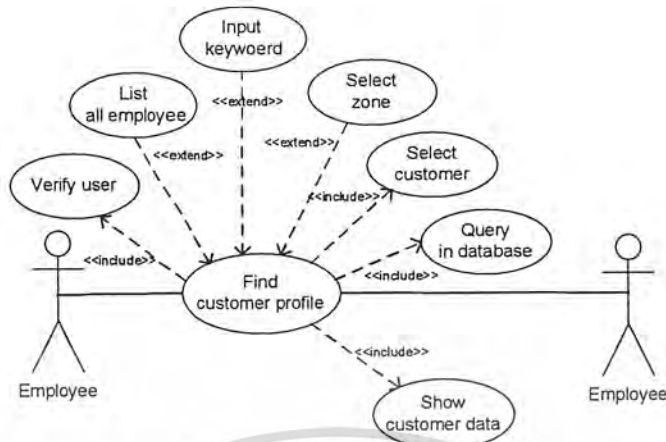 Input
keywoerd
List
all employee
<<extend>>
Select
zone
<<extend>>
<<extend>>
Select
customer
Verify user
<<include>>
Query
in database
<<include>>
<<include>>
Find
customer profile
<<include>>
Employee
Employee
Show
customer data